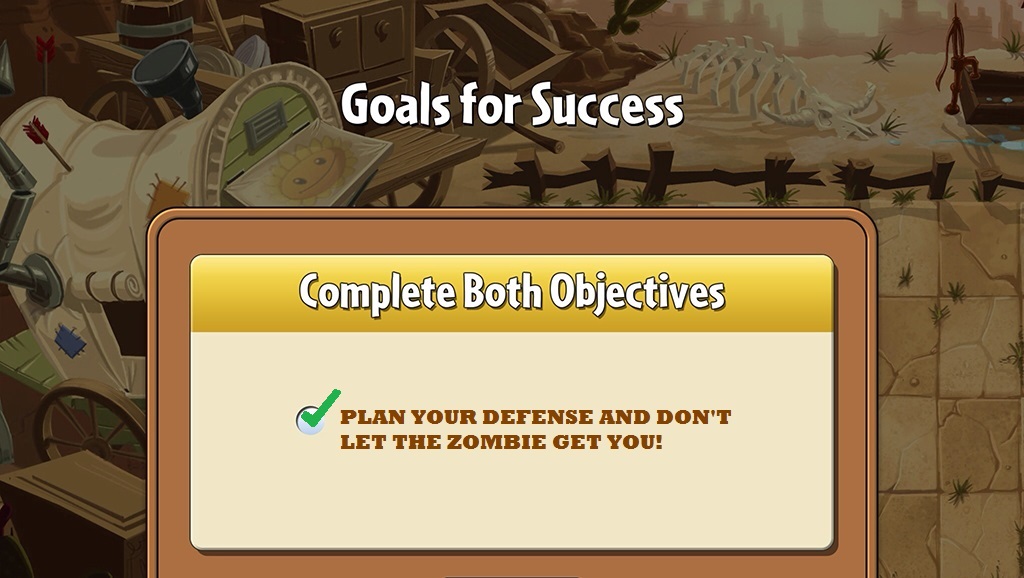 Goals for Success
Complete Both Objectives
PLAN YOUR DEFENSE AND DON'T
LET THE ZOMBIE GET YOU!